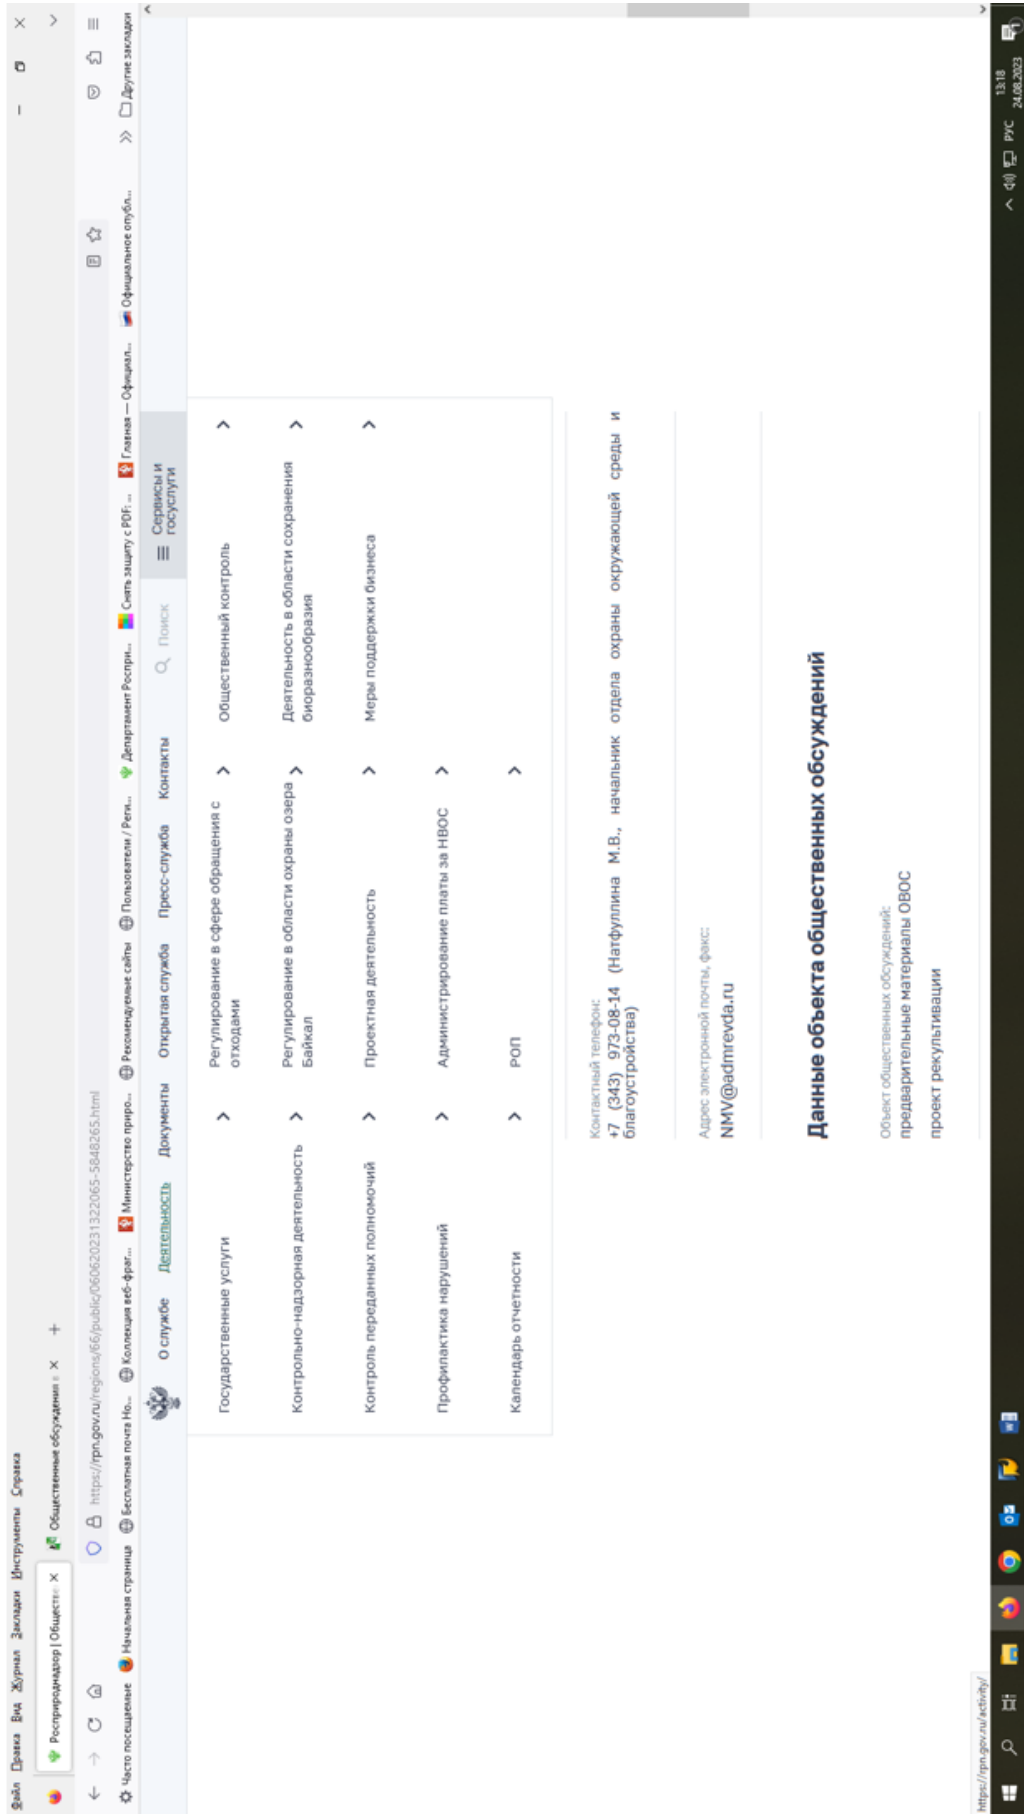 Файл Правка Вид Журнал Закладки Инструменты Справка
Росприроднадзор | Обществе
Общественные обсуждения в
https://rpn.gov.ru/regions/66/public/06062023132206­5-5848265.html
Часто посещаемые Начальная страница Бесплатная почта Ho... Коллекция веб-фраг... Министерство приро... Рекомендуемые сайты Пользователи / Реги... Департамент Роспри... Снять защиту с PDF: ... Главная — Официал... Официальное опубл... Другие закладки
О службе Деятельность Документы Открытая служба Пресс-служба Контакты Поиск Сервисы и
госуслуги
Государственные услуги
Контрольно-надзорная деятельность
Контроль переданных полномочий
Профилактика нарушений
Календарь отчетности
Регулирование в сфере обращения с
отходами
Регулирование в области охраны озера
Байкал
Проектная деятельность
Администрирование платы за НВОС
РОП
Общественный контроль
Деятельность в области сохранения
биоразнообразия
Меры поддержки бизнеса
Контактный телефон:
+7 (343) 973-08-14 (Натфуллина М.В., начальник отдела охраны окружающей среды и
благоустройства)
Адрес электронной почты, факс:
NMV@admrevda.ru
Данные объекта общественных обсуждений
Объект общественных обсуждений:
предварительные материалы ОВОС
проект рекультивации
https://rpn.gov.ru/activity/
РУС
13:18
24.08.2023